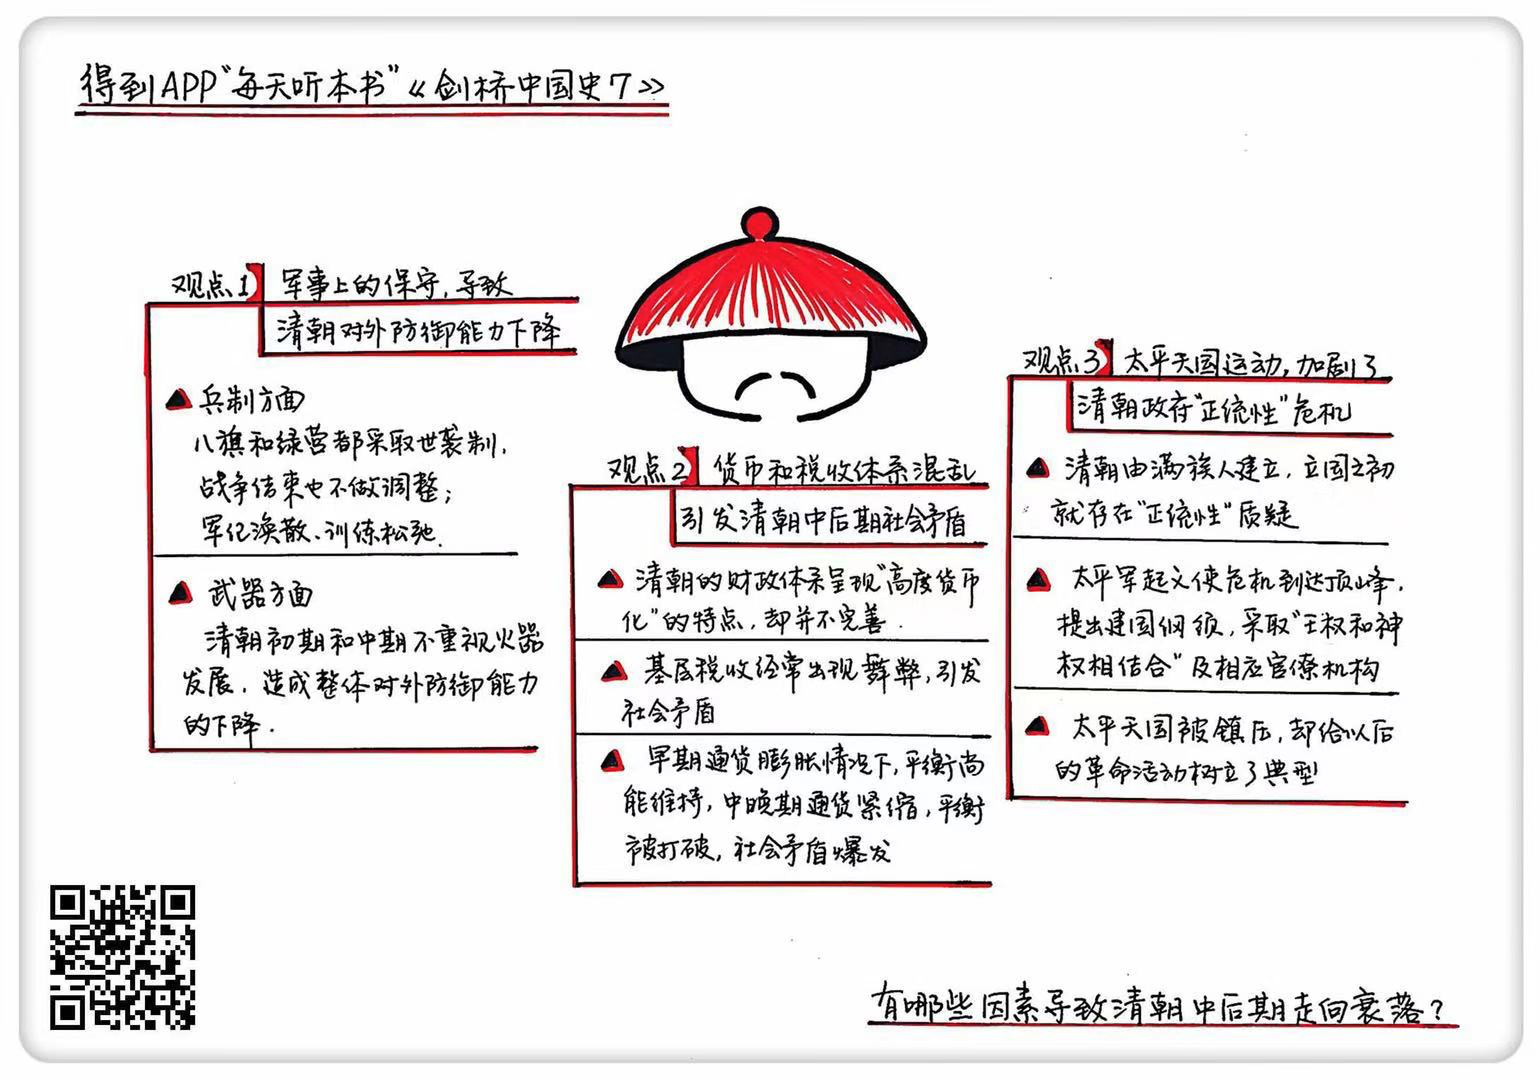 得到APP“每天听本书”《剑桥中国史7》
观点1 军事上的保守,导致
清朝对外防御能力下降
兵制方面
八旗和绿营都采取世袭制,
战争结束也不做调整;
军纪涣散、训练松弛.
武器方面
清朝初期和中期不重视火器
发展,造成整体对外防御能力
的下降.
观点2 货币和税收体系混乱
引发清朝中后期社会矛盾
清朝的财政体系呈现“高度货币
化”的特点,却并不完善.
基层税收经常出现舞弊,引发
社会矛盾
早期通货膨胀情况下,平衡尚
能维持,中晚期通货紧缩,平衡
被打破,社会矛盾爆发
观点3 太平天国运动,加剧了
清朝政府“正统性”危机
清朝由满族人建立,立国之初
就存在“正统性”质疑
太平军起义使危机到达顶峰,
提出建国纲领,采取“王权和神
权相结合”及相应官僚机构
太平天国被镇压,却给以后
的革命活动树立了典型
有哪些因素导致清朝中后期走向衰落?